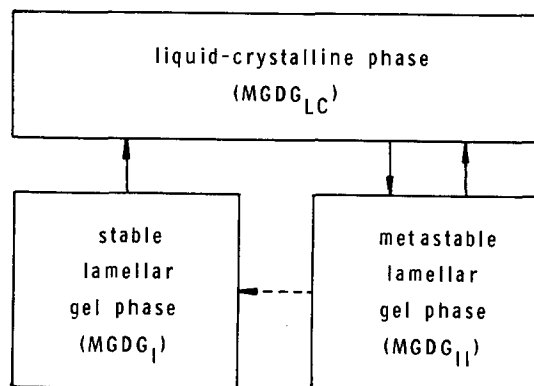 liquid-crystalline phase
(MGDG_LC)
stable
lamellar
gel phase
(MGDG_I)
metastable
lamellar
gel phase
(MGDG_II)